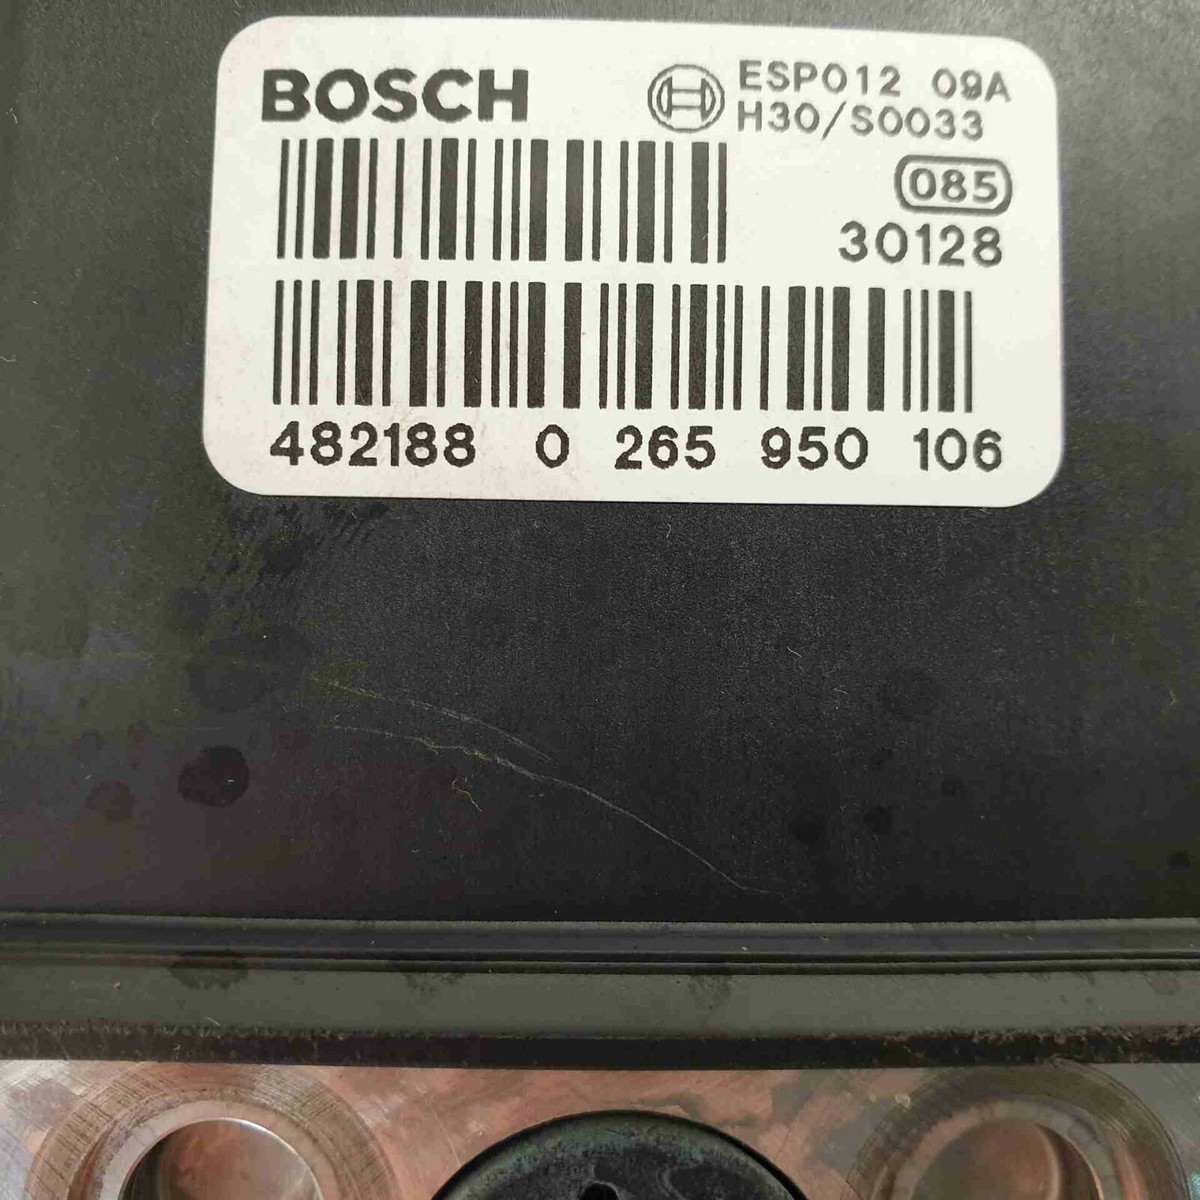 BOSCH
ESP012 09A
H30/S0033
085
30128
482188 0 265 950 106